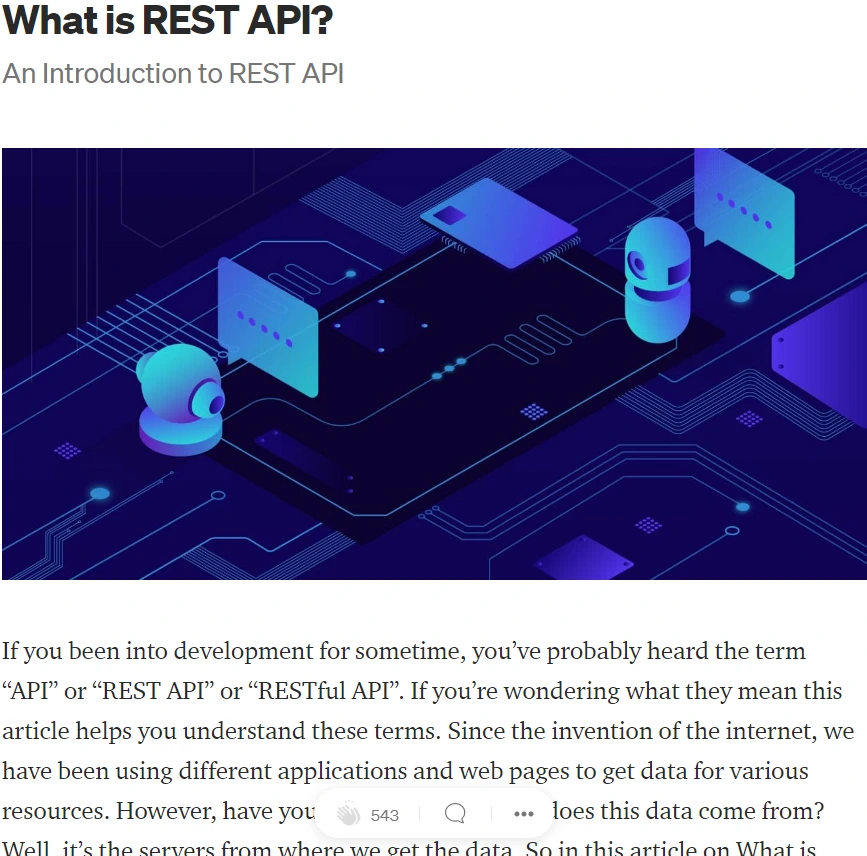 What is REST API?
An Introduction to REST API
If you been into development for sometime, you’ve probably heard the term
“API” or “REST API” or “RESTful API”. If you’re wondering what they mean this
article helps you understand these terms. Since the invention of the internet, we
have been using different applications and web pages to get data for various
resources. However, have you does this data come from?
543
Well, it’s the servers from where we get the data. So in this article on What is